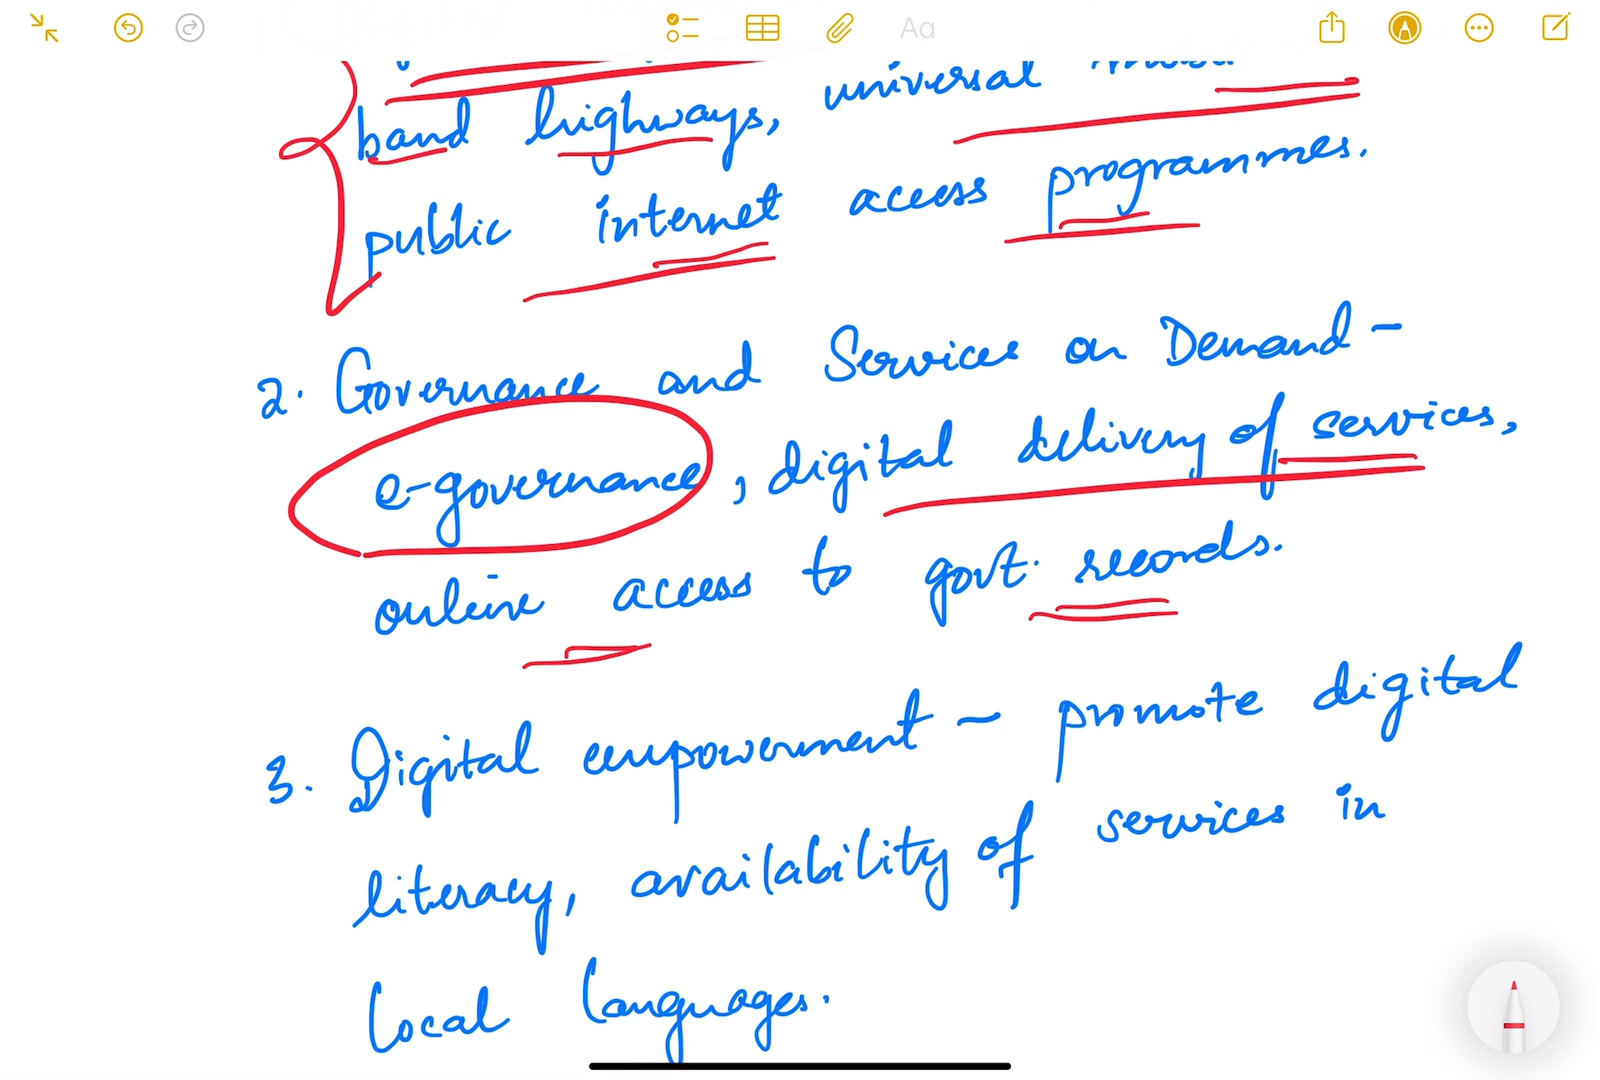 Aa
band highways, universal
public internet access programmes.
2. Governance and Services on Demand -
e-governance, digital delivery of services,
online access to govt. records.
3. Digital empowerment - promote digital
literacy, availability of services in
local languages.